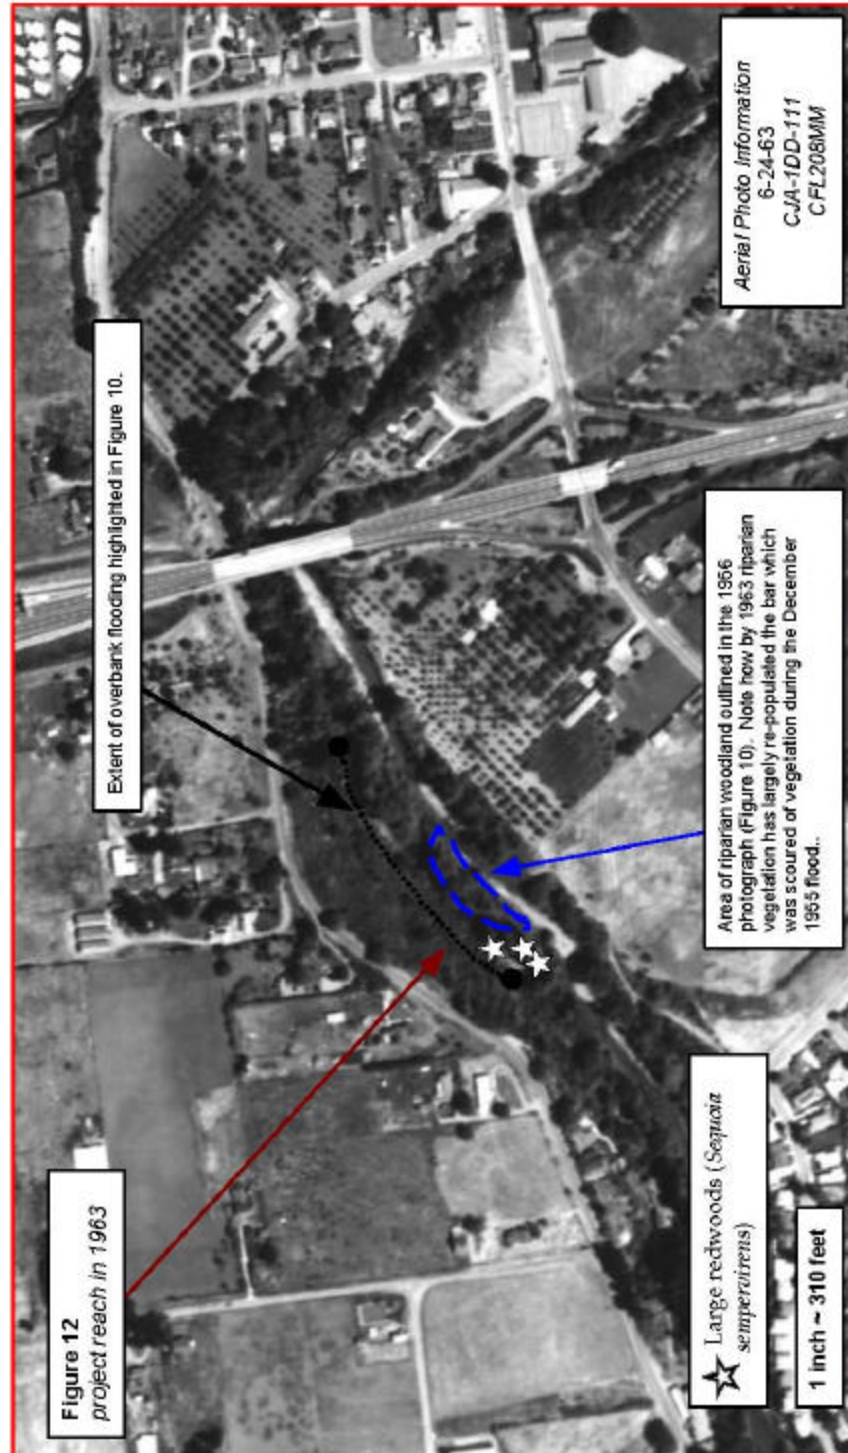 Figure 12
project reach in 1963
Extent of overbank flooding highlighted in Figure 10.
Aerial Photo Information
6-24-63
CJA-1DD-111
CFL208MM
Area of riparian woodland outlined in the 1956
photograph (Figure 10).  Note how by 1963 riparian
vegetation has largely re-populated the bar which
was scoured of vegetation during the December
1955 flood..
Large redwoods (Sequoia
sempervirens)
1 inch ~ 310 feet